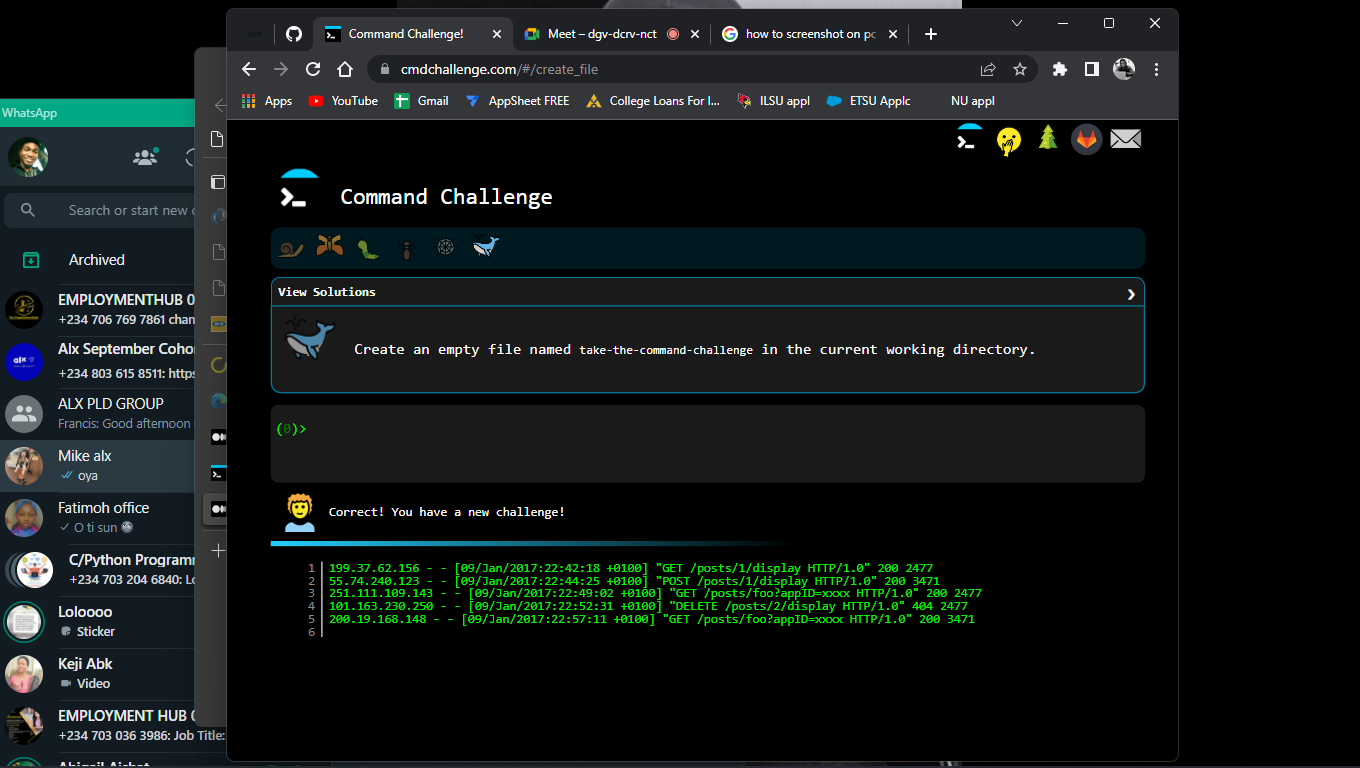 WhatsApp
Search or start new c
Archived
EMPLOYMENTHUB 0
+234 706 769 7861 chan
alx
Alx September Coho
+234 803 615 8511: https
ALX PLD GROUP
Francis: Good afternoon
Mike alx
oya
Fatimoh office
O ti sun
C/Python Programm
+234 703 204 6840: Lo
Loloooo
Sticker
Keji Abk
Video
EMPLOYMENT HUB 0
+234 703 036 3986: Job Title:
Command Challenge!
Meet – dgv-dcrv-nct
how to screenshot on pc
cmdchallenge.com/#/create_file
Apps
YouTube
Gmail
AppSheet FREE
College Loans For I...
ILSU appl
ETSU Applc
NU appl
Command Challenge
View Solutions
Create an empty file named take-the-command-challenge in the current working directory.
(0)>
Correct! You have a new challenge!
1 199.37.62.156 - - [09/Jan/2017:22:42:18 +0100] "GET /posts/1/display HTTP/1.0" 200 2477
2 55.74.240.123 - - [09/Jan/2017:22:44:25 +0100] "POST /posts/1/display HTTP/1.0" 200 3471
3 251.111.109.143 - - [09/Jan/2017:22:49:02 +0100] "GET /posts/foo?appID=xxxx HTTP/1.0" 200 2477
4 101.163.230.250 - - [09/Jan/2017:22:52:31 +0100] "DELETE /posts/2/display HTTP/1.0" 404 2477
5 200.19.168.148 - - [09/Jan/2017:22:57:11 +0100] "GET /posts/foo?appID=xxxx HTTP/1.0" 200 3471
6